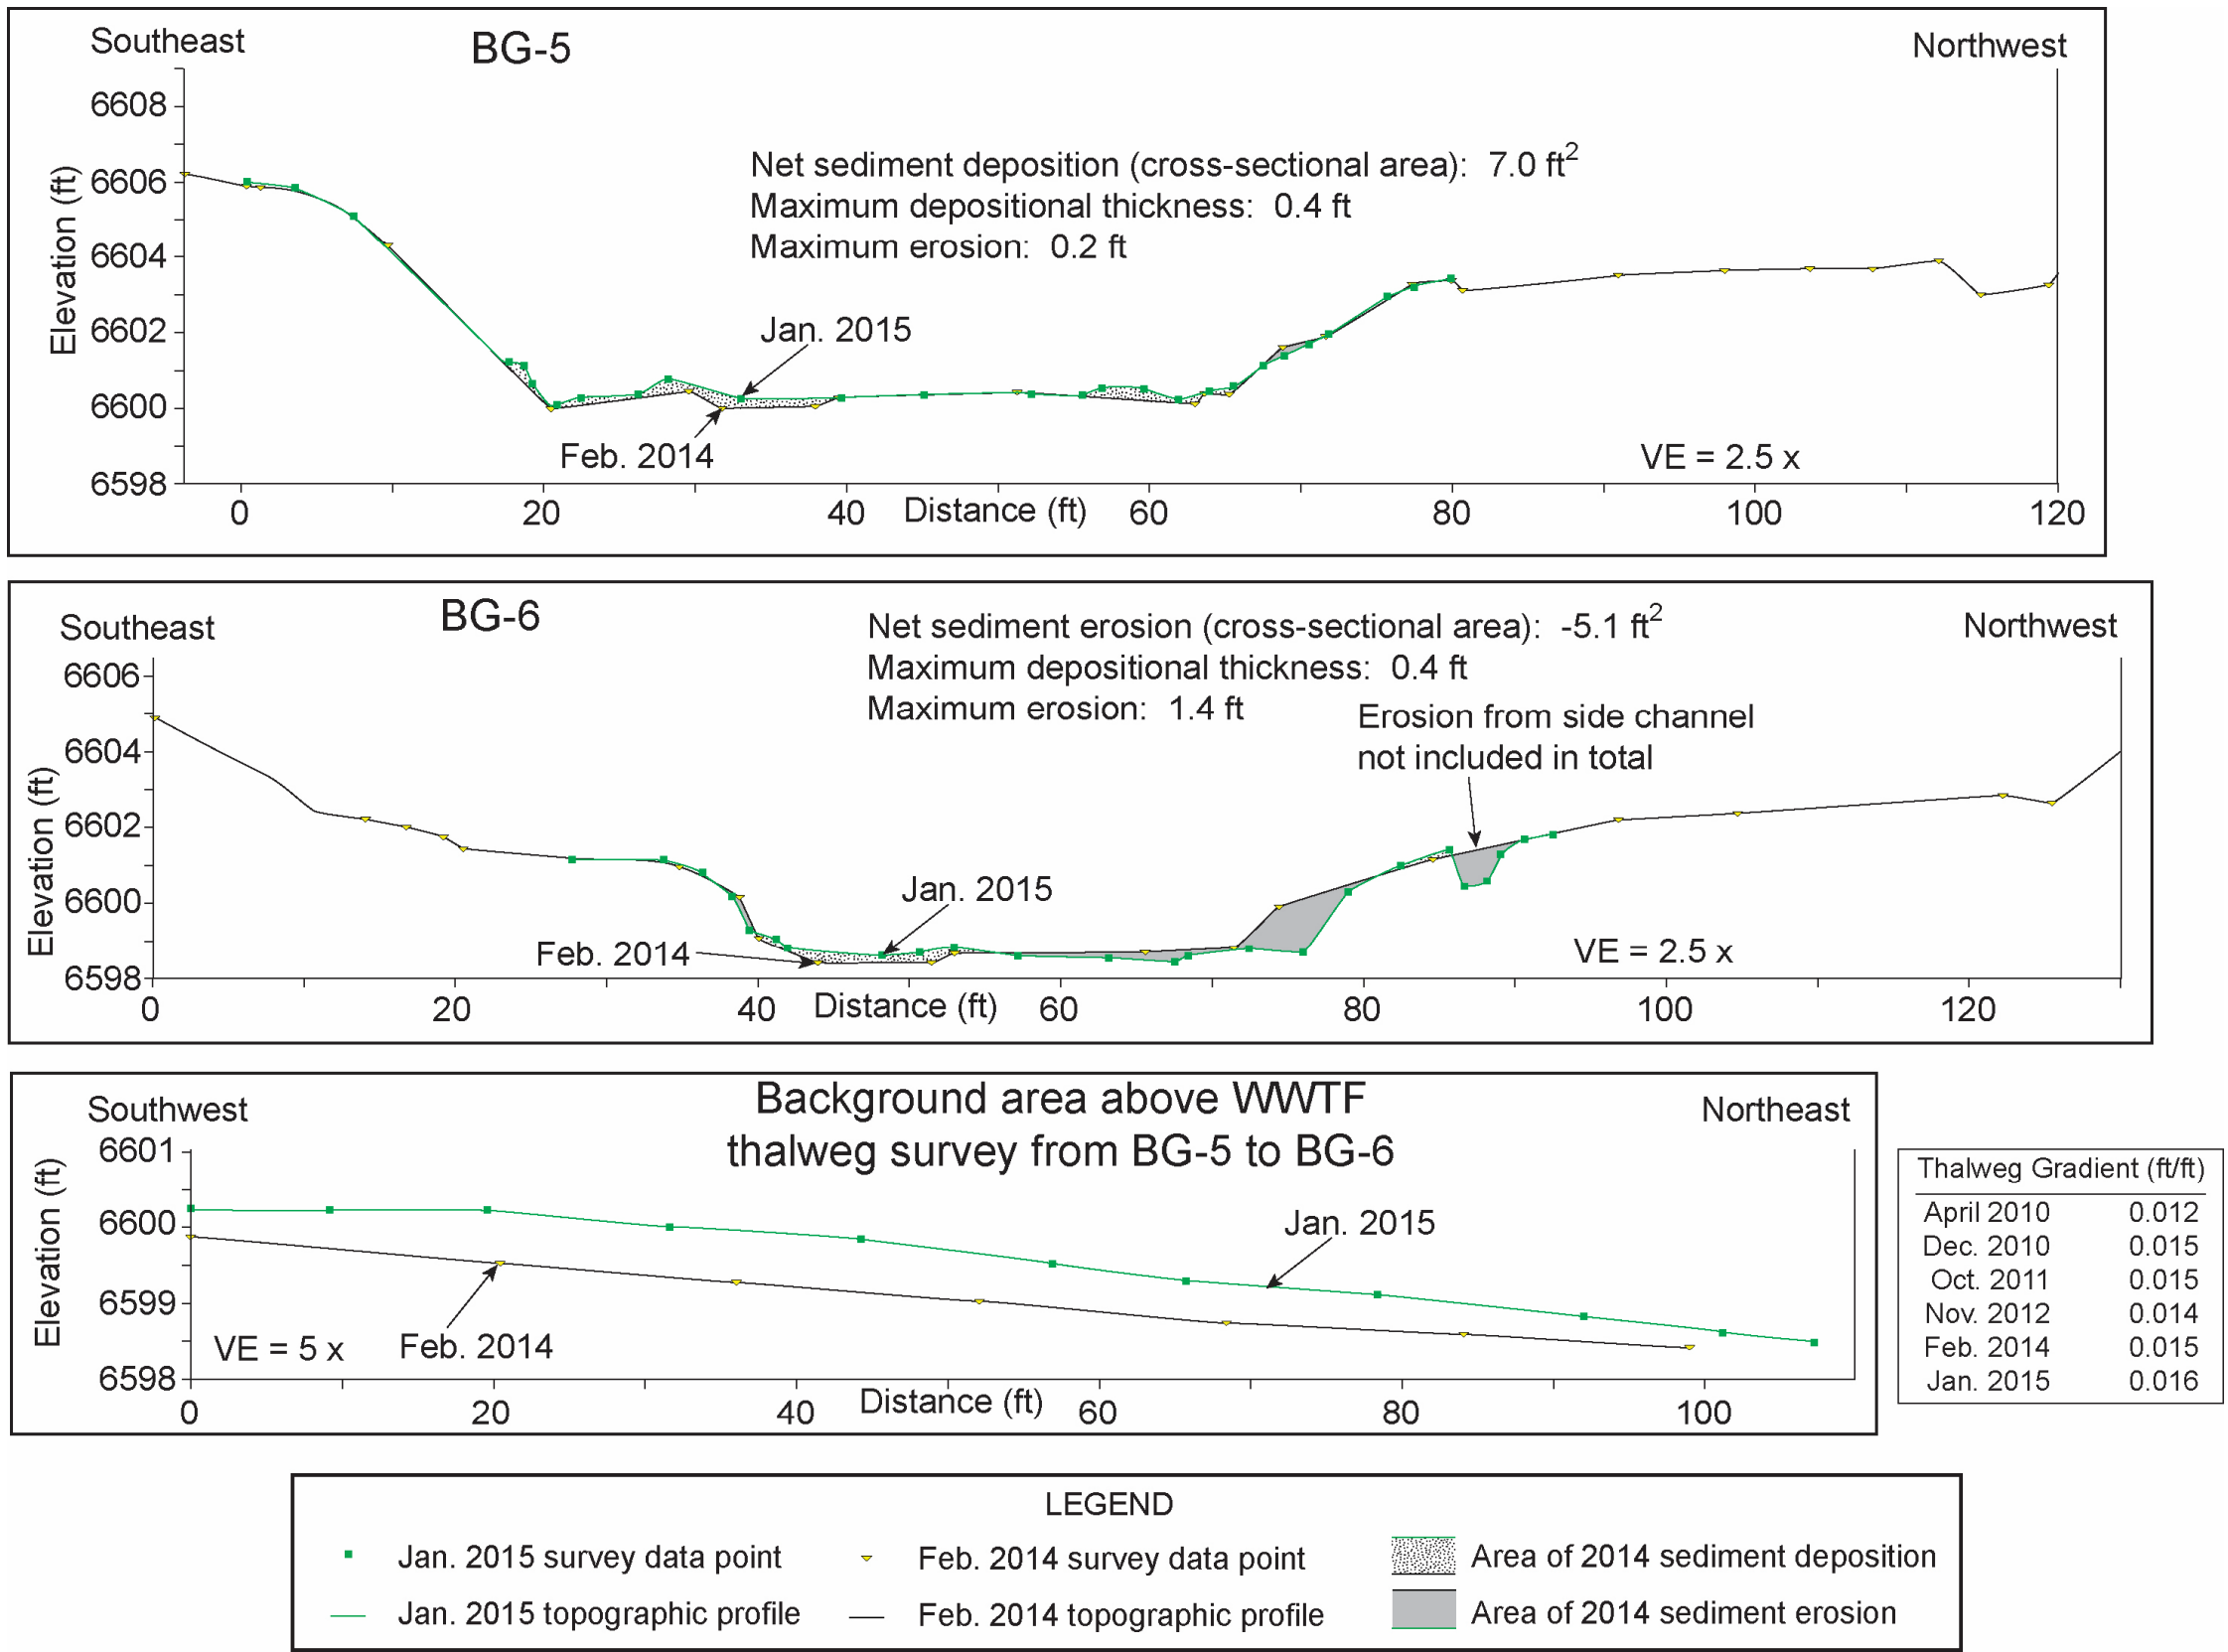 Southeast
BG-5
Northwest
6608
6606
6604
6602
6600
6598
Elevation (ft)
Net sediment deposition (cross-sectional area): 7.0 ft2
Maximum depositional thickness: 0.4 ft
Maximum erosion: 0.2 ft
Jan. 2015
Feb. 2014
VE = 2.5 x
0 20 40 Distance (ft) 60 80 100 120
Southeast
BG-6
Northwest
6606
6604
6602
6600
6598
Elevation (ft)
Net sediment erosion (cross-sectional area): -5.1 ft2
Maximum depositional thickness: 0.4 ft
Maximum erosion: 1.4 ft
Erosion from side channel
not included in total
Jan. 2015
Feb. 2014
VE = 2.5 x
0 20 40 Distance (ft) 60 80 100 120
Southwest
Background area above WWTF
thalweg survey from BG-5 to BG-6
Northeast
6601
6600
6599
6598
Elevation (ft)
Jan. 2015
Feb. 2014
VE = 5 x
0 20 40 Distance (ft) 60 80 100
Thalweg Gradient (ft/ft)
April 2010 0.012
Dec. 2010 0.015
Oct. 2011 0.015
Nov. 2012 0.014
Feb. 2014 0.015
Jan. 2015 0.016
LEGEND
Jan. 2015 survey data point
Feb. 2014 survey data point
Area of 2014 sediment deposition
Jan. 2015 topographic profile
Feb. 2014 topographic profile
Area of 2014 sediment erosion